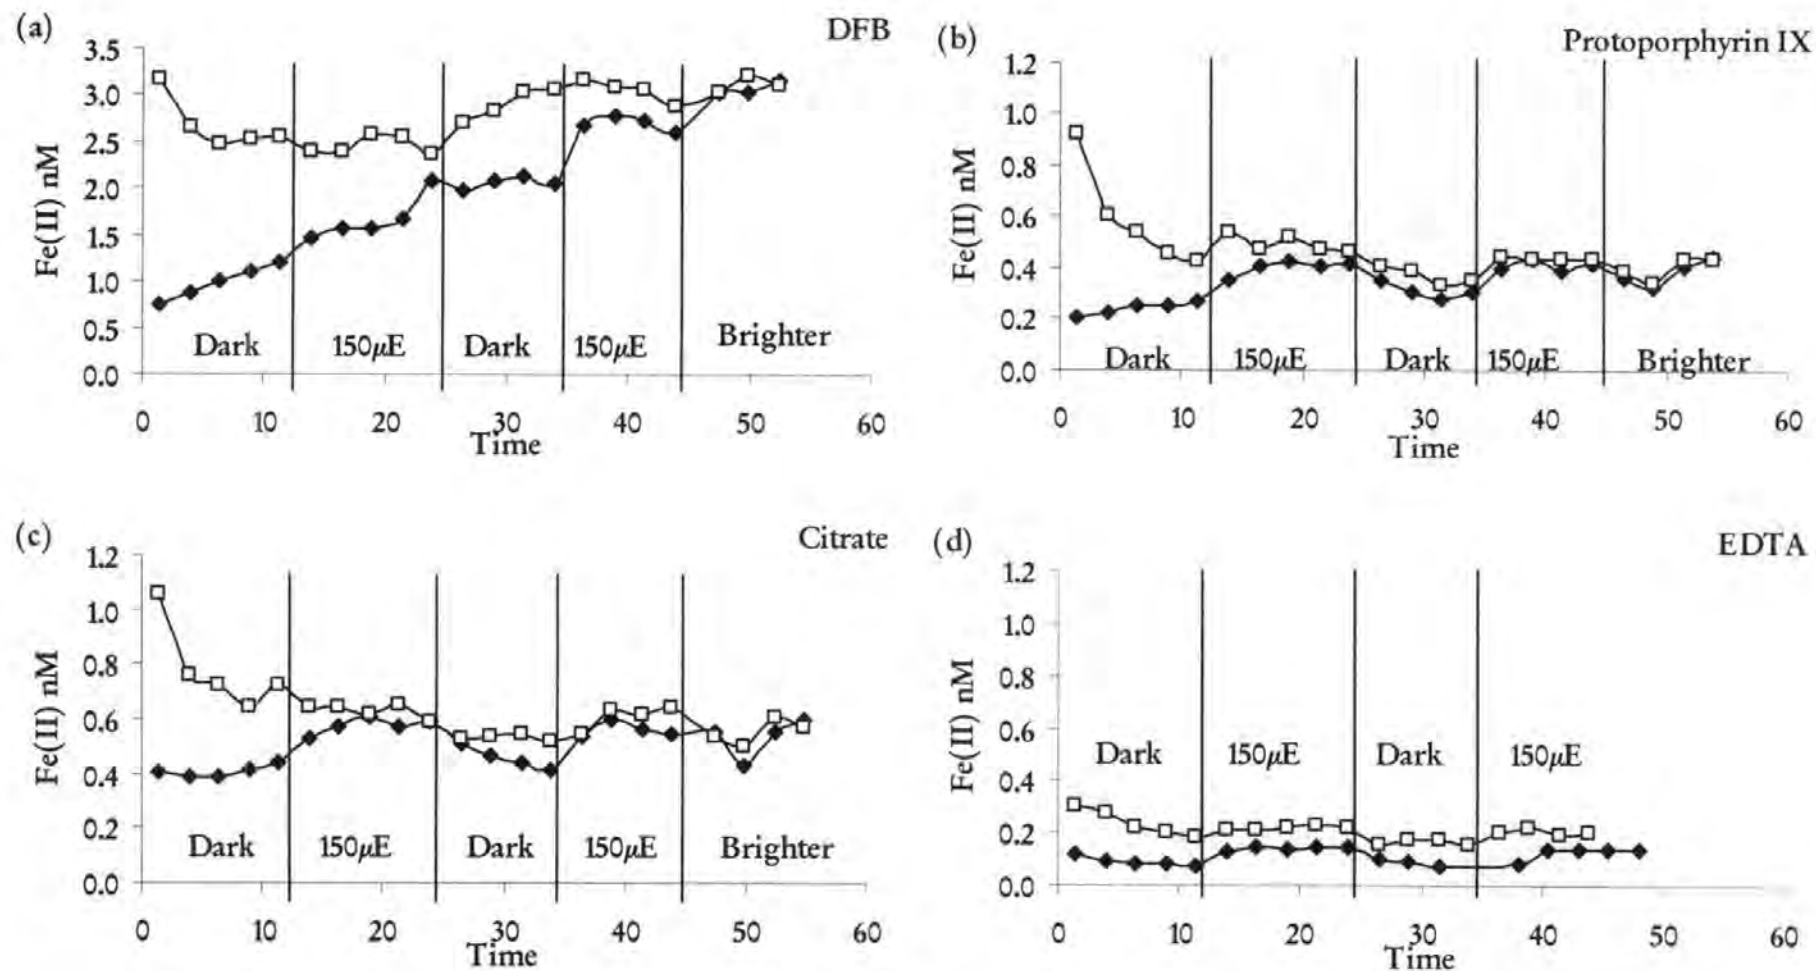 (a)
DFB
3.5
3.0
2.5
2.0
1.5
1.0
0.5
0.0
Fe(II) nM
Dark
150µE
Dark
150µE
Brighter
0
10
20
30
40
50
60
Time
(b)
Protoporphyrin IX
1.2
1.0
0.8
0.6
0.4
0.2
0.0
Fe(II) nM
Dark
150µE
Dark
150µE
Brighter
0
10
20
30
40
50
60
Time
(c)
Citrate
1.2
1.0
0.8
0.6
0.4
0.2
0.0
Fe(II) nM
Dark
150µE
Dark
150µE
Brighter
0
10
20
30
40
50
60
Time
(d)
EDTA
1.2
1.0
0.8
0.6
0.4
0.2
0.0
Fe(II) nM
Dark
150µE
Dark
150µE
0
10
20
30
40
50
60
Time